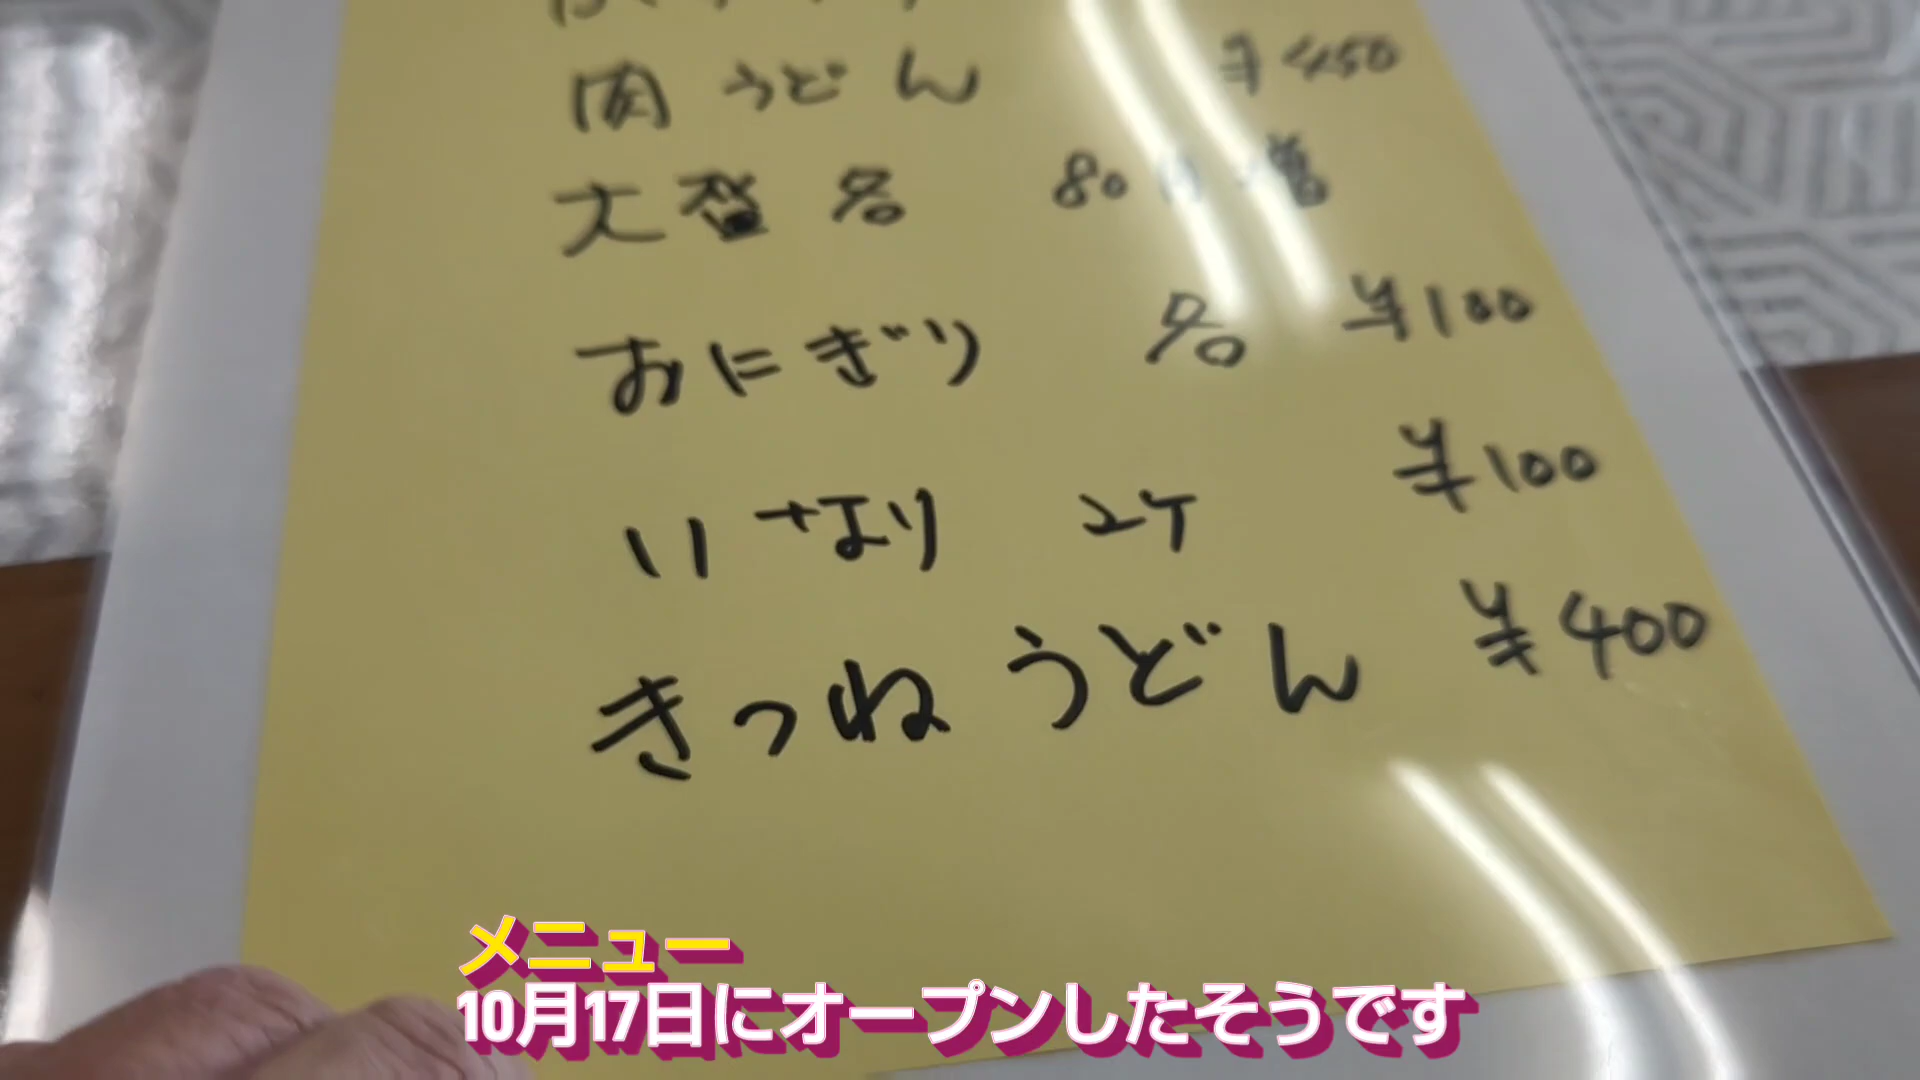 肉うどん ¥450
大盛 各 80円増
おにぎり 各 ¥100
いなり 2ケ ¥100
きつねうどん ¥400
メニュー
10月17日にオープンしたそうです